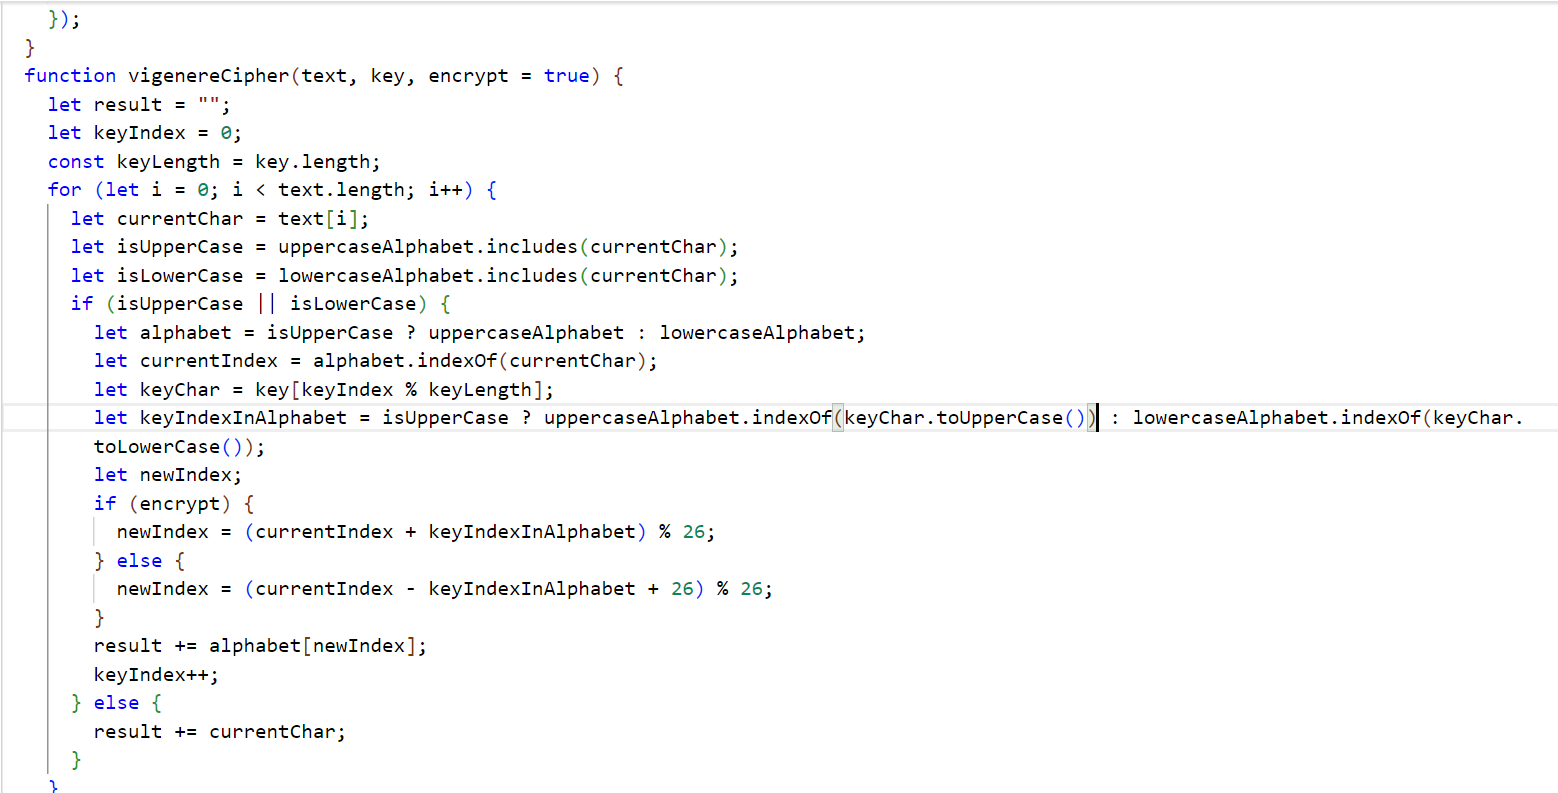 });
}
function vigenereCipher(text, key, encrypt = true) {
  let result = "";
  let keyIndex = 0;
  const keyLength = key.length;
  for (let i = 0; i < text.length; i++) {
    let currentChar = text[i];
    let isUpperCase = uppercaseAlphabet.includes(currentChar);
    let isLowerCase = lowercaseAlphabet.includes(currentChar);
    if (isUpperCase || isLowerCase) {
      let alphabet = isUpperCase ? uppercaseAlphabet : lowercaseAlphabet;
      let currentIndex = alphabet.indexOf(currentChar);
      let keyChar = key[keyIndex % keyLength];
      let keyIndexInAlphabet = isUpperCase ? uppercaseAlphabet.indexOf(keyChar.toUpperCase()) : lowercaseAlphabet.indexOf(keyChar.
      toLowerCase());
      let newIndex;
      if (encrypt) {
        newIndex = (currentIndex + keyIndexInAlphabet) % 26;
      } else {
        newIndex = (currentIndex - keyIndexInAlphabet + 26) % 26;
      }
      result += alphabet[newIndex];
      keyIndex++;
    } else {
      result += currentChar;
    }
  }